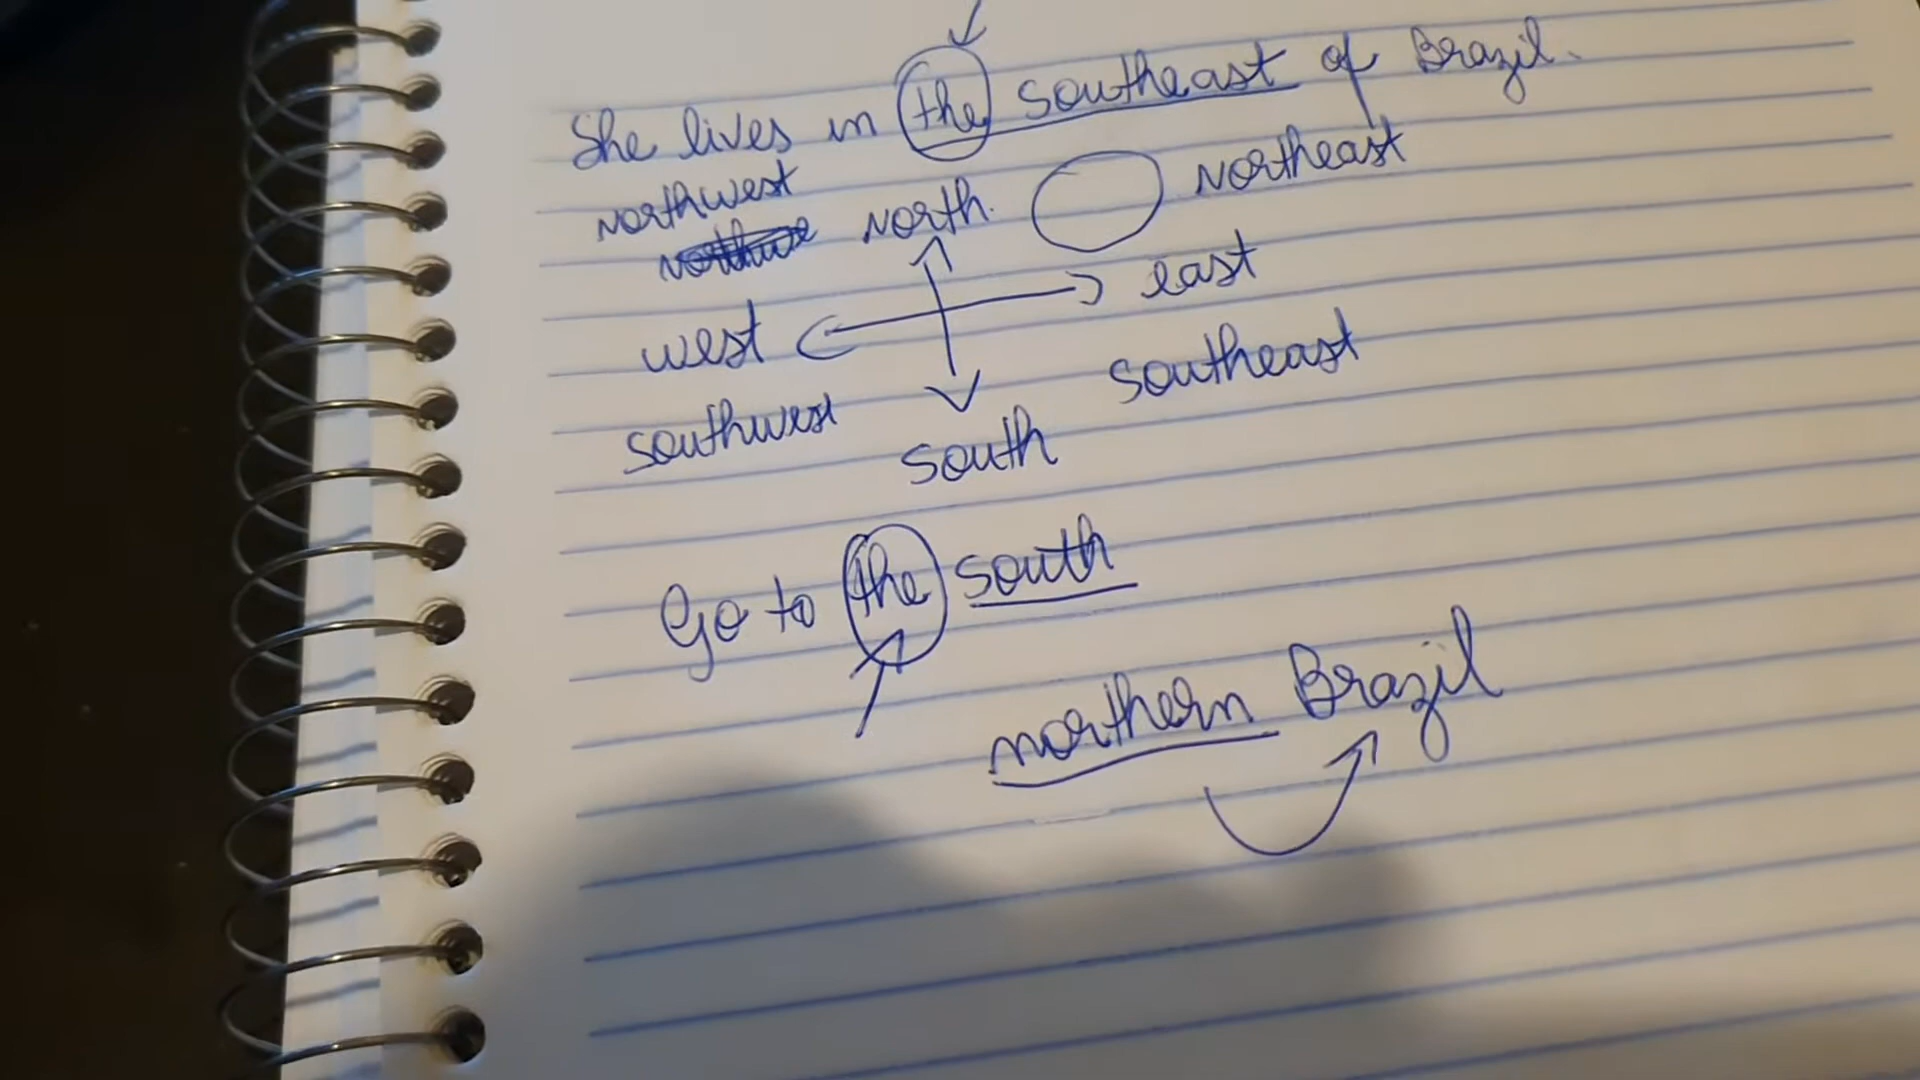 She lives in the southeast of Brazil.
northwest
north. northeast
west east
southwest southeast
south
Go to the south
northern Brazil